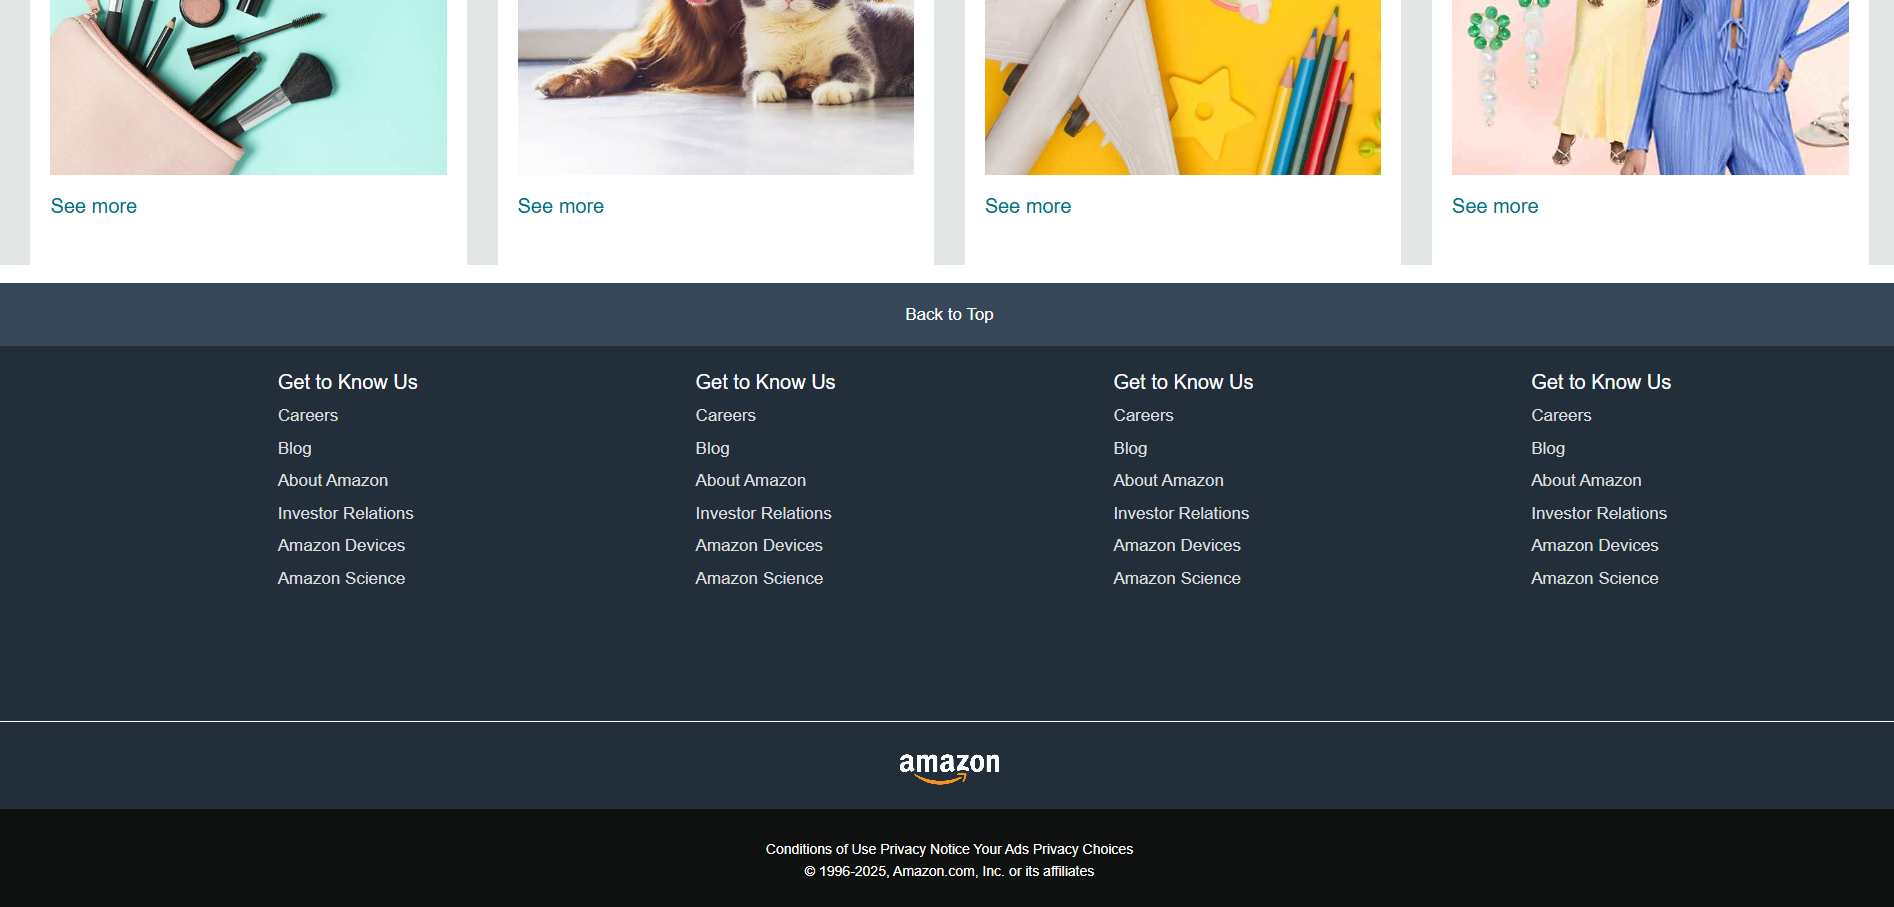 See more
See more
See more
See more
Back to Top
Get to Know Us
Careers
Blog
About Amazon
Investor Relations
Amazon Devices
Amazon Science
Get to Know Us
Careers
Blog
About Amazon
Investor Relations
Amazon Devices
Amazon Science
Get to Know Us
Careers
Blog
About Amazon
Investor Relations
Amazon Devices
Amazon Science
Get to Know Us
Careers
Blog
About Amazon
Investor Relations
Amazon Devices
Amazon Science
amazon
Conditions of Use Privacy Notice Your Ads Privacy Choices
© 1996-2025, Amazon.com, Inc. or its affiliates